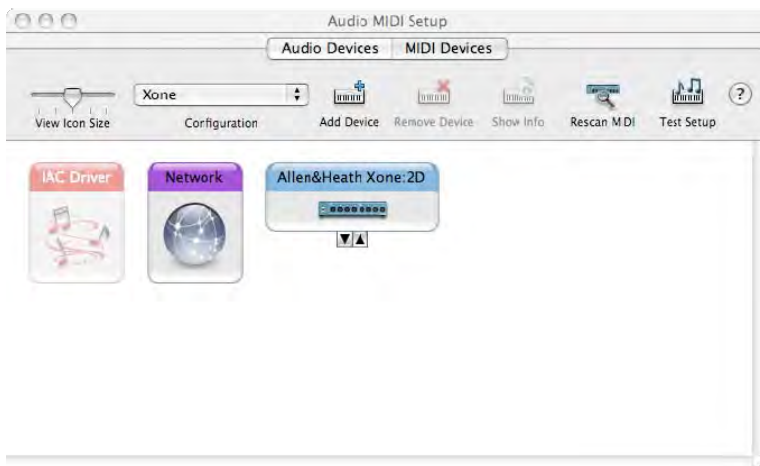 Audio MIDI Setup
Audio Devices MIDI Devices
Xone
?
View Icon Size Configuration Add Device Remove Device Show Info Rescan MIDI Test Setup
IAC Driver Network Allen&Heath Xone:2D